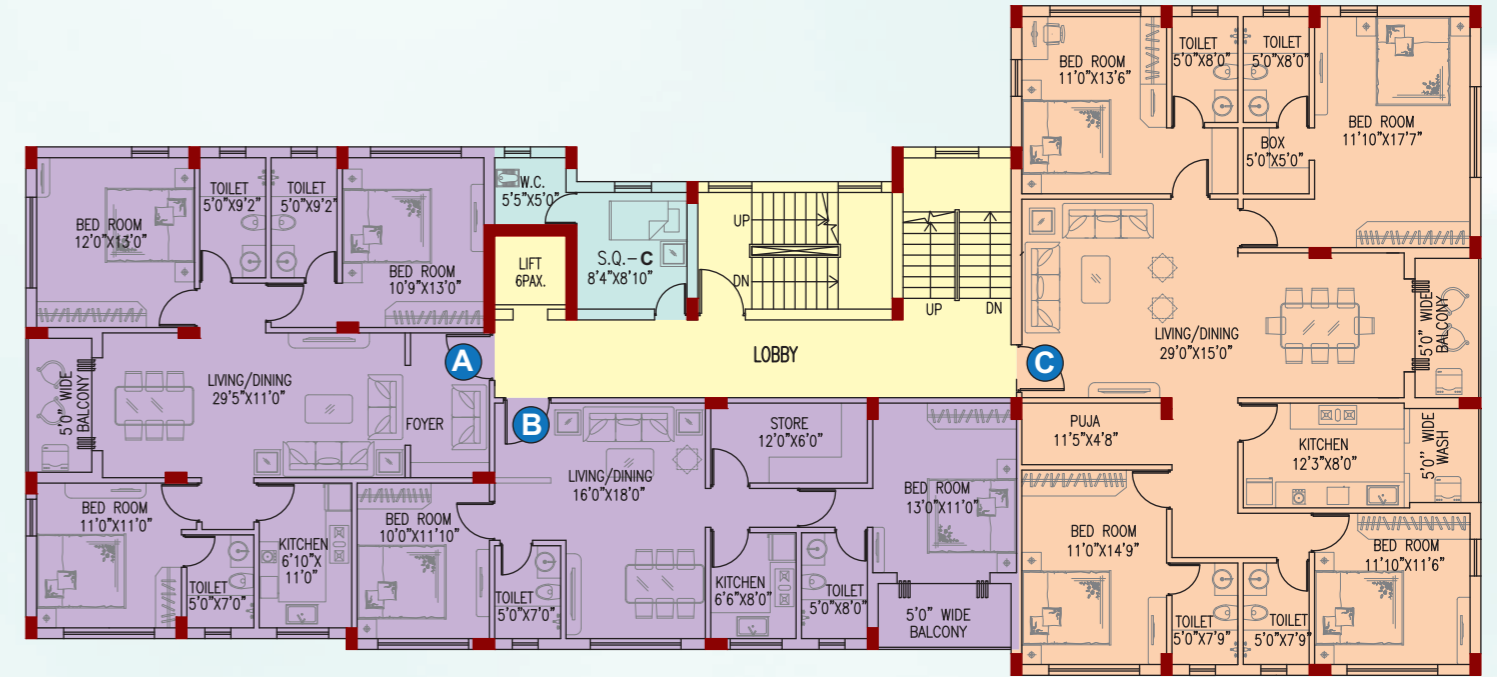 BED ROOM
12'0"X13'0"
TOILET
5'0"X9'2"
TOILET
5'0"X9'2"
BED ROOM
10'9"X13'0"
W.C.
5'5"X5'0"
LIFT
6PAX.
S.Q.- C
8'4"X8'10"
UP
DN
UP
DN
LOBBY
A
B
C
5'0" WIDE
BALCONY
LIVING/DINING
29'5"X11'0"
FOYER
BED ROOM
11'0"X11'0"
TOILET
5'0"X7'0"
KITCHEN
6'10"X
11'0"
BED ROOM
10'0"X11'10"
TOILET
5'0"X7'0"
LIVING/DINING
16'0"X18'0"
STORE
12'0"X6'0"
KITCHEN
6'6"X8'0"
TOILET
5'0"X8'0"
BED ROOM
13'0"X11'0"
5'0" WIDE
BALCONY
BED ROOM
11'0"X13'6"
TOILET
5'0"X8'0"
TOILET
5'0"X8'0"
BOX
5'0"X5'0"
BED ROOM
11'10"X17'7"
LIVING/DINING
29'0"X15'0"
5'0" WIDE
BALCONY
PUJA
11'5"X4'8"
KITCHEN
12'3"X8'0"
5'0" WIDE
WASH
BED ROOM
11'0"X14'9"
TOILET
5'0"X7'9"
TOILET
5'0"X7'9"
BED ROOM
11'10"X11'6"